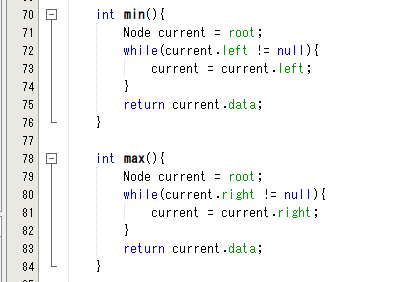 70 int min(){
71 Node current = root;
72 while(current.left != null){
73 current = current.left;
74 }
75 return current.data;
76 }
77
78 int max(){
79 Node current = root;
80 while(current.right != null){
81 current = current.right;
82 }
83 return current.data;
84 }